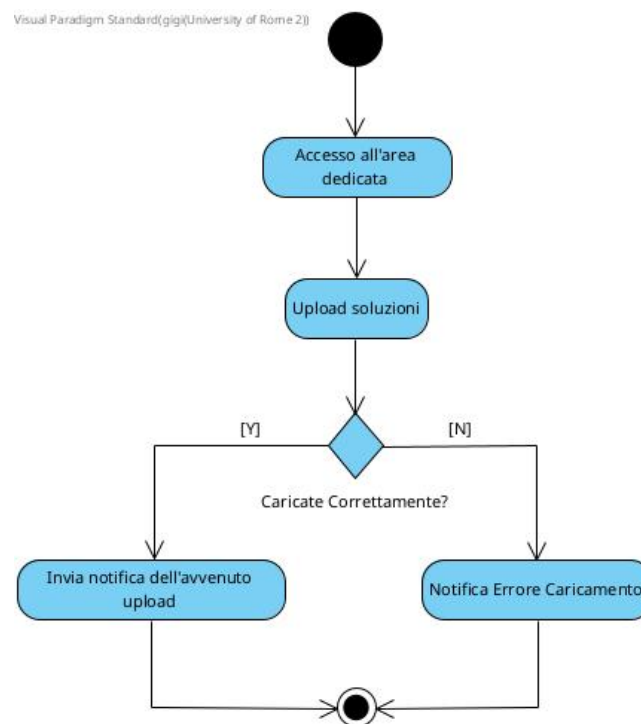 Visual Paradigm Standard(gigi(University of Rome 2))
Accesso all'area
dedicata
Upload soluzioni
[Y]
[N]
Caricate Correttamente?
Invia notifica dell'avvenuto
upload
Notifica Errore Caricamento